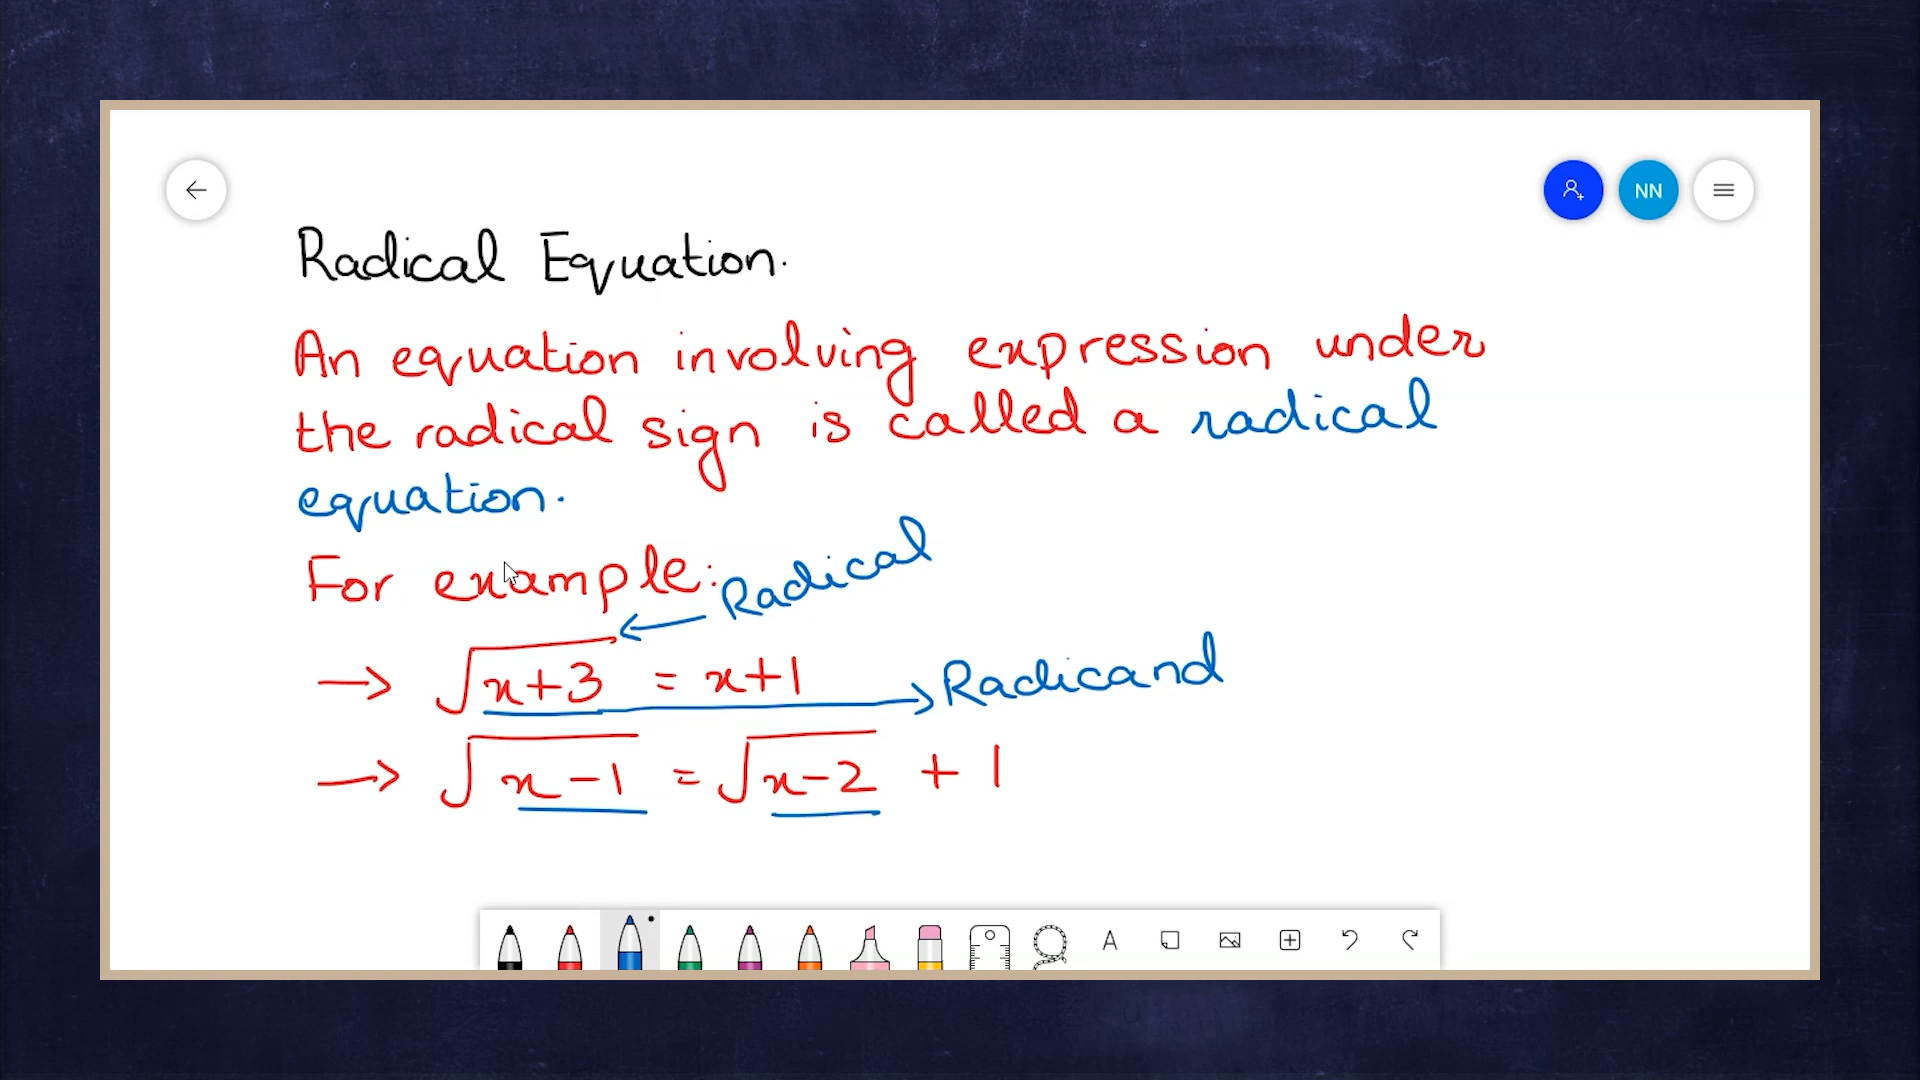 NN
Radical Equation.
An equation involving expression under
the radical sign is called a radical
equation.
For example:
Radical
→ √x+3 = x+1
Radicand
→ √x-1 = √x-2 + 1
A